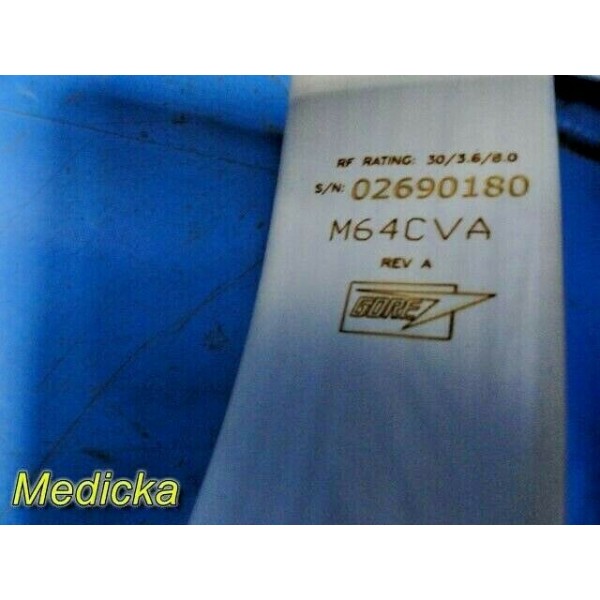 RF RATING: 30/3.6/8.0
S/N: 02690180
M64CVA
REV A
GORE
Medicka